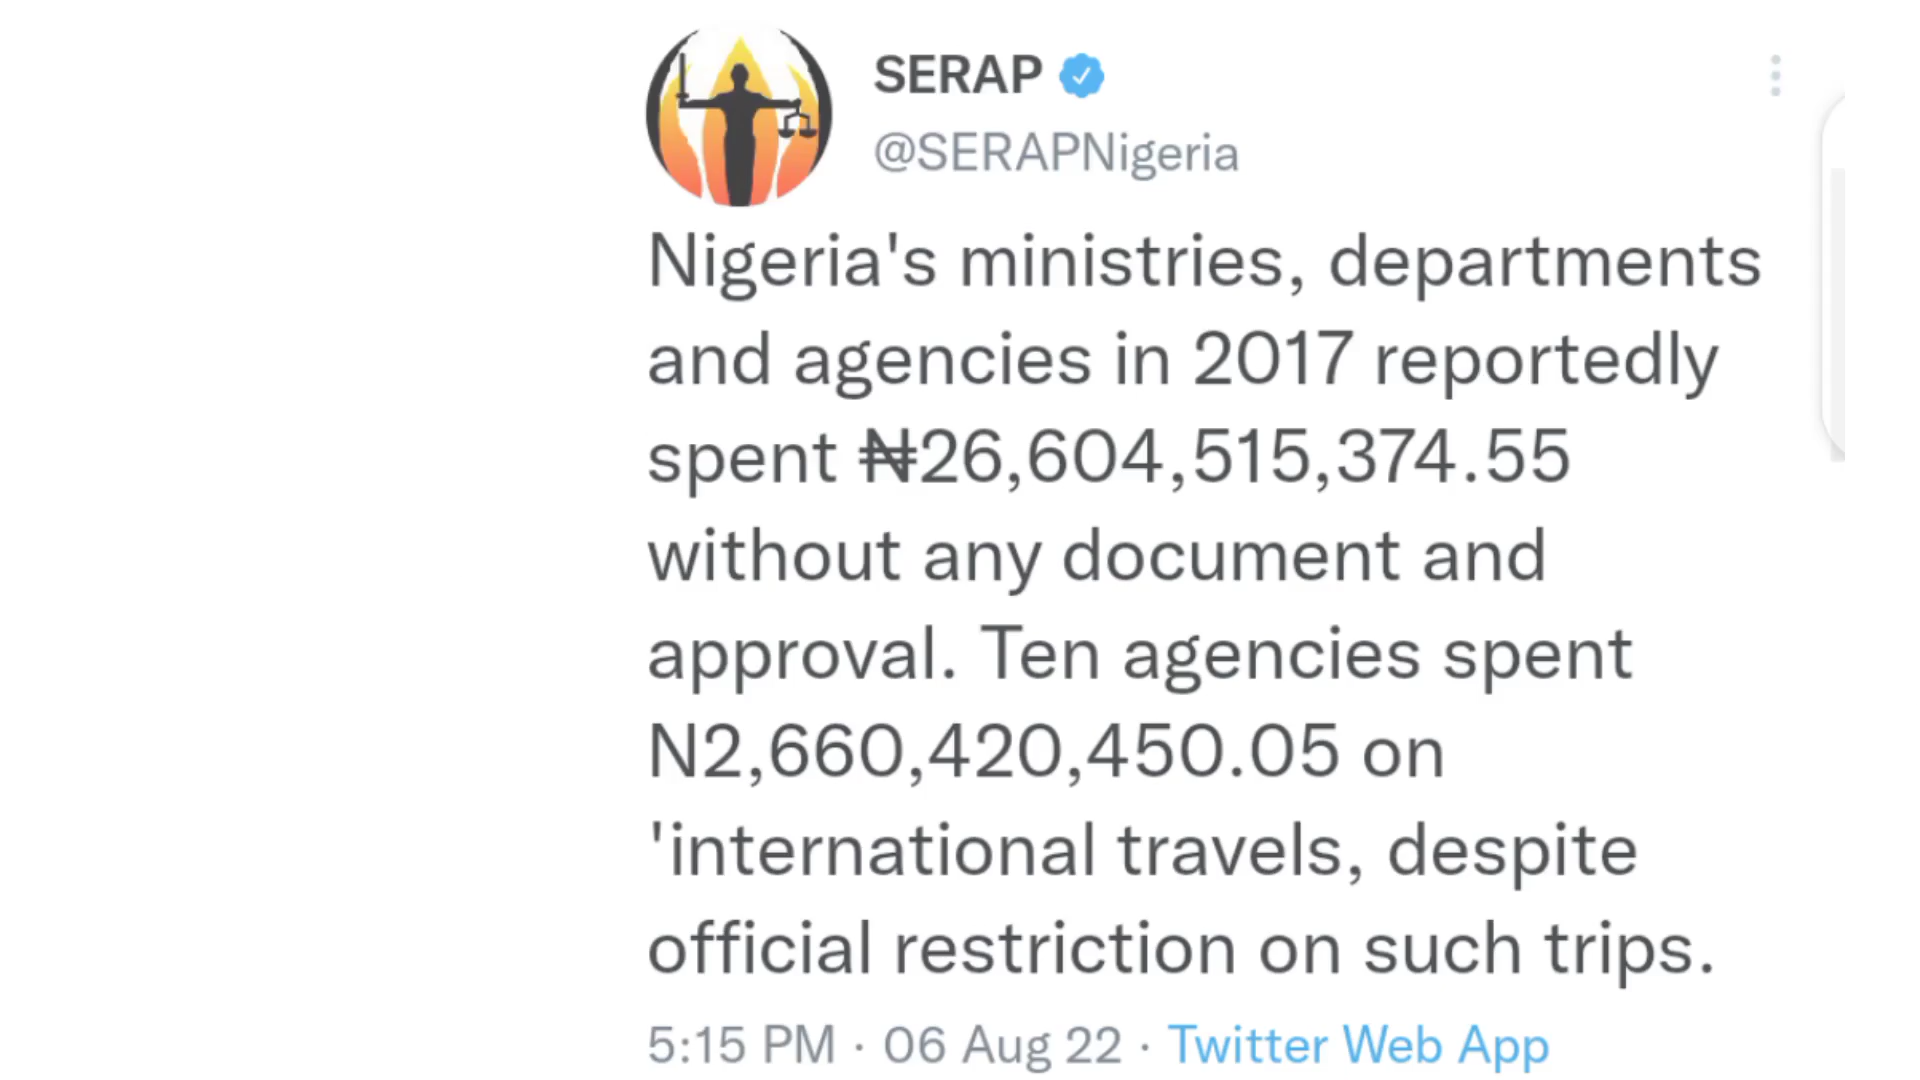 SERAP
@SERAPNigeria
Nigeria's ministries, departments
and agencies in 2017 reportedly
spent ₦26,604,515,374.55
without any document and
approval. Ten agencies spent
N2,660,420,450.05 on
'international travels, despite
official restriction on such trips.
5:15 PM · 06 Aug 22 · Twitter Web App